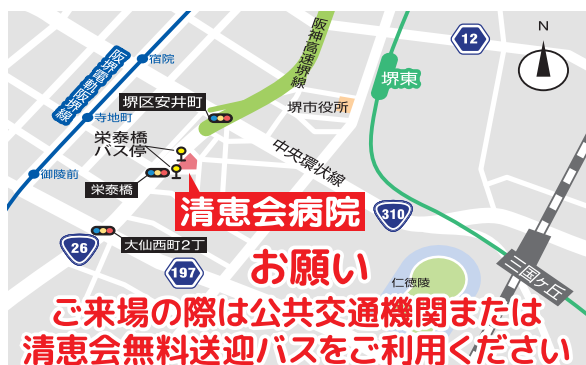 阪神高速堺線
12
N
宿院
阪堺電軌阪堺線
堺東
堺区安井町
堺市役所
寺地町
栄泰橋
バス停
中央環状線
御陵前
栄泰橋
清恵会病院
310
26
大仙西町2丁
197
三国ヶ丘
仁徳陵
お願い
ご来場の際は公共交通機関または
清恵会無料送迎バスをご利用ください